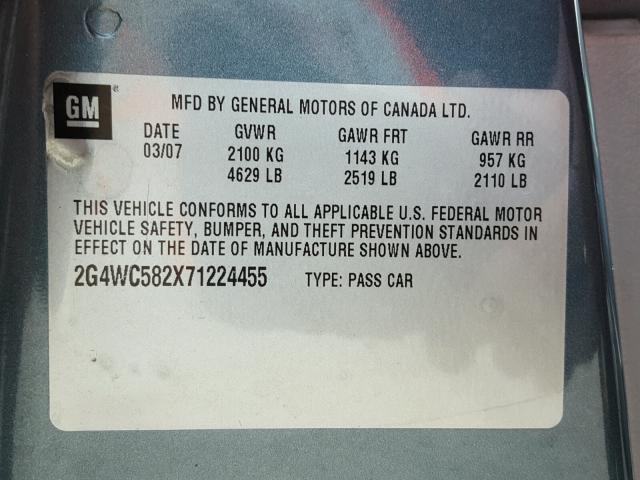 GM
MFD BY GENERAL MOTORS OF CANADA LTD.
DATE GVWR GAWR FRT GAWR RR
03/07 2100 KG 1143 KG 957 KG
4629 LB 2519 LB 2110 LB
THIS VEHICLE CONFORMS TO ALL APPLICABLE U.S. FEDERAL MOTOR
VEHICLE SAFETY, BUMPER, AND THEFT PREVENTION STANDARDS IN
EFFECT ON THE DATE OF MANUFACTURE SHOWN ABOVE.
2G4WC582X71224455 TYPE: PASS CAR